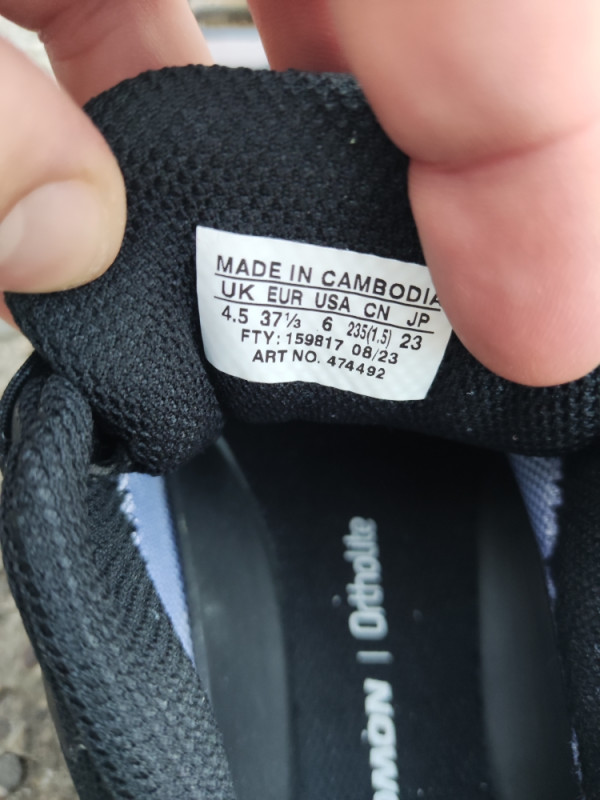 MADE IN CAMBODIA
UK EUR USA CN JP
4.5 37⅓ 6 235(1.5) 23
FTY: 159817 08/23
ART NO. 474492
OMON | OrthoLite